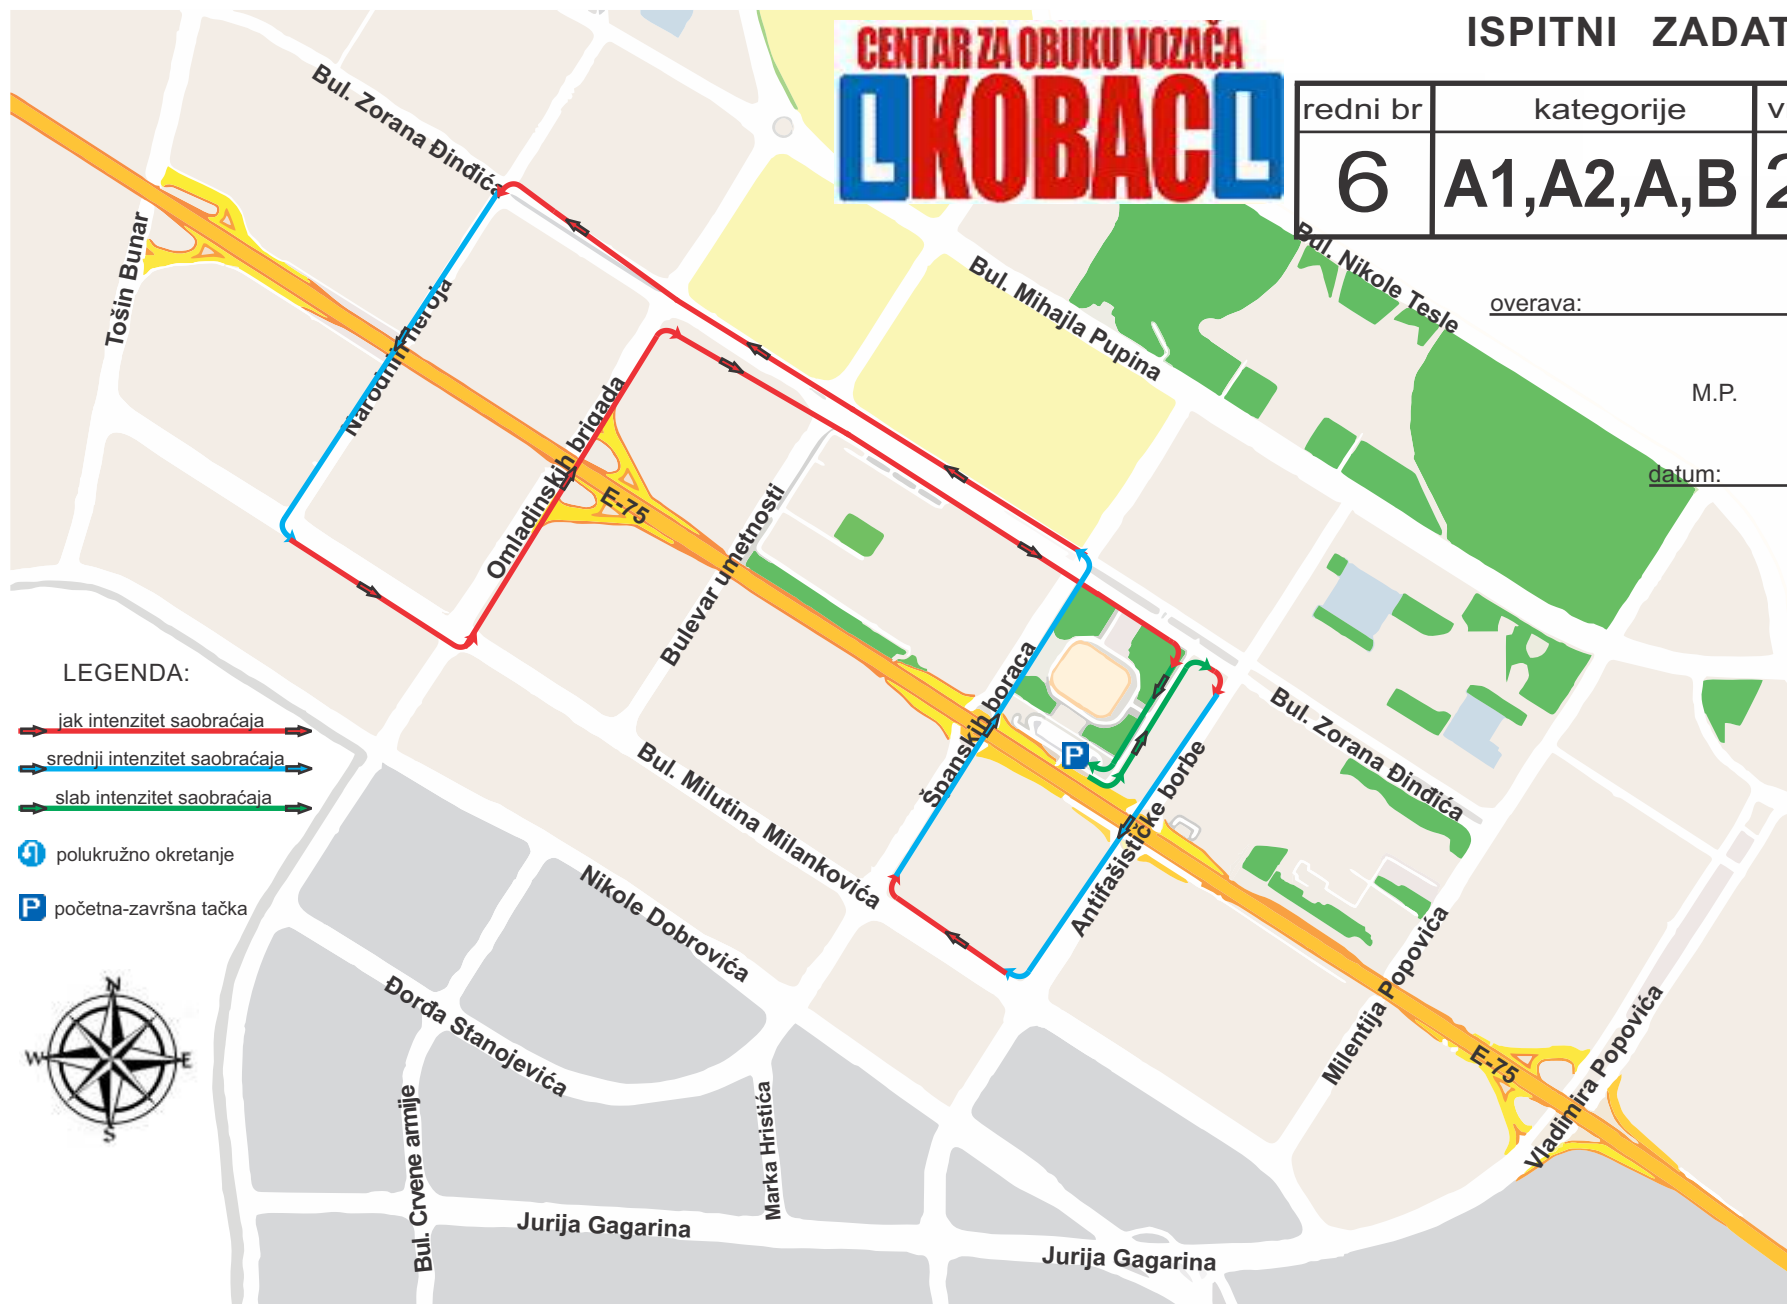 CENTAR ZA OBUKU VOZAČA
L KOBAC L
ISPITNI ZADAT
redni br
kategorije
v
6
A1,A2,A,B
2
overava:
M.P.
datum:
Bul. Zorana Đinđića
Tošin Bunar
Narodnih heroja
Omladinskih brigada
E-75
Bulevar umetnosti
Bul. Mihajla Pupina
Bul. Nikole Tesle
Španskih boraca
P
Antifašističke borbe
Bul. Zorana Đinđića
Bul. Milutina Milankovića
Nikole Dobrovića
Đorđa Stanojevića
Bul. Crvene armije
Marka Hristića
Jurija Gagarina
Jurija Gagarina
Milentija Popovića
E-75
Vladimira Popovića
LEGENDA:
jak intenzitet saobraćaja
srednji intenzitet saobraćaja
slab intenzitet saobraćaja
polukružno okretanje
P početna-završna tačka
N
W
E
S